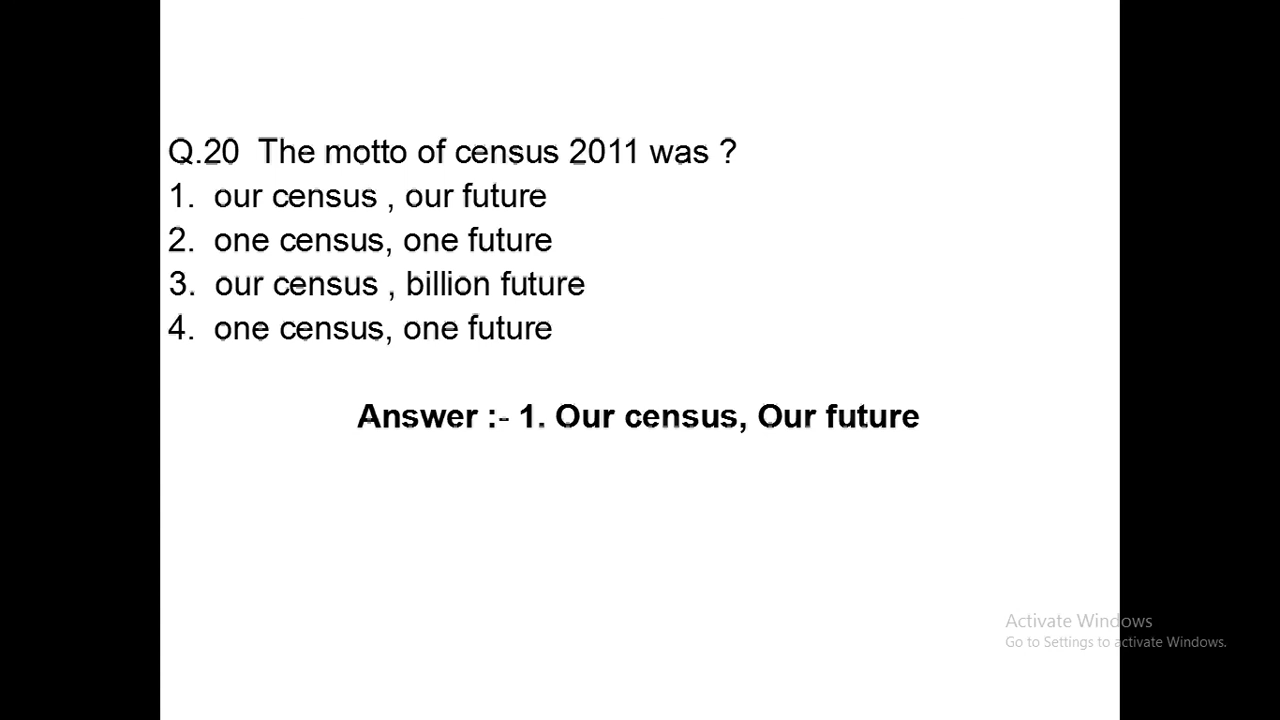 Q.20 The motto of census 2011 was ?
1. our census , our future
2. one census, one future
3. our census , billion future
4. one census, one future
Answer :- 1. Our census, Our future
Activate Windows
Go to Settings to activate Windows.